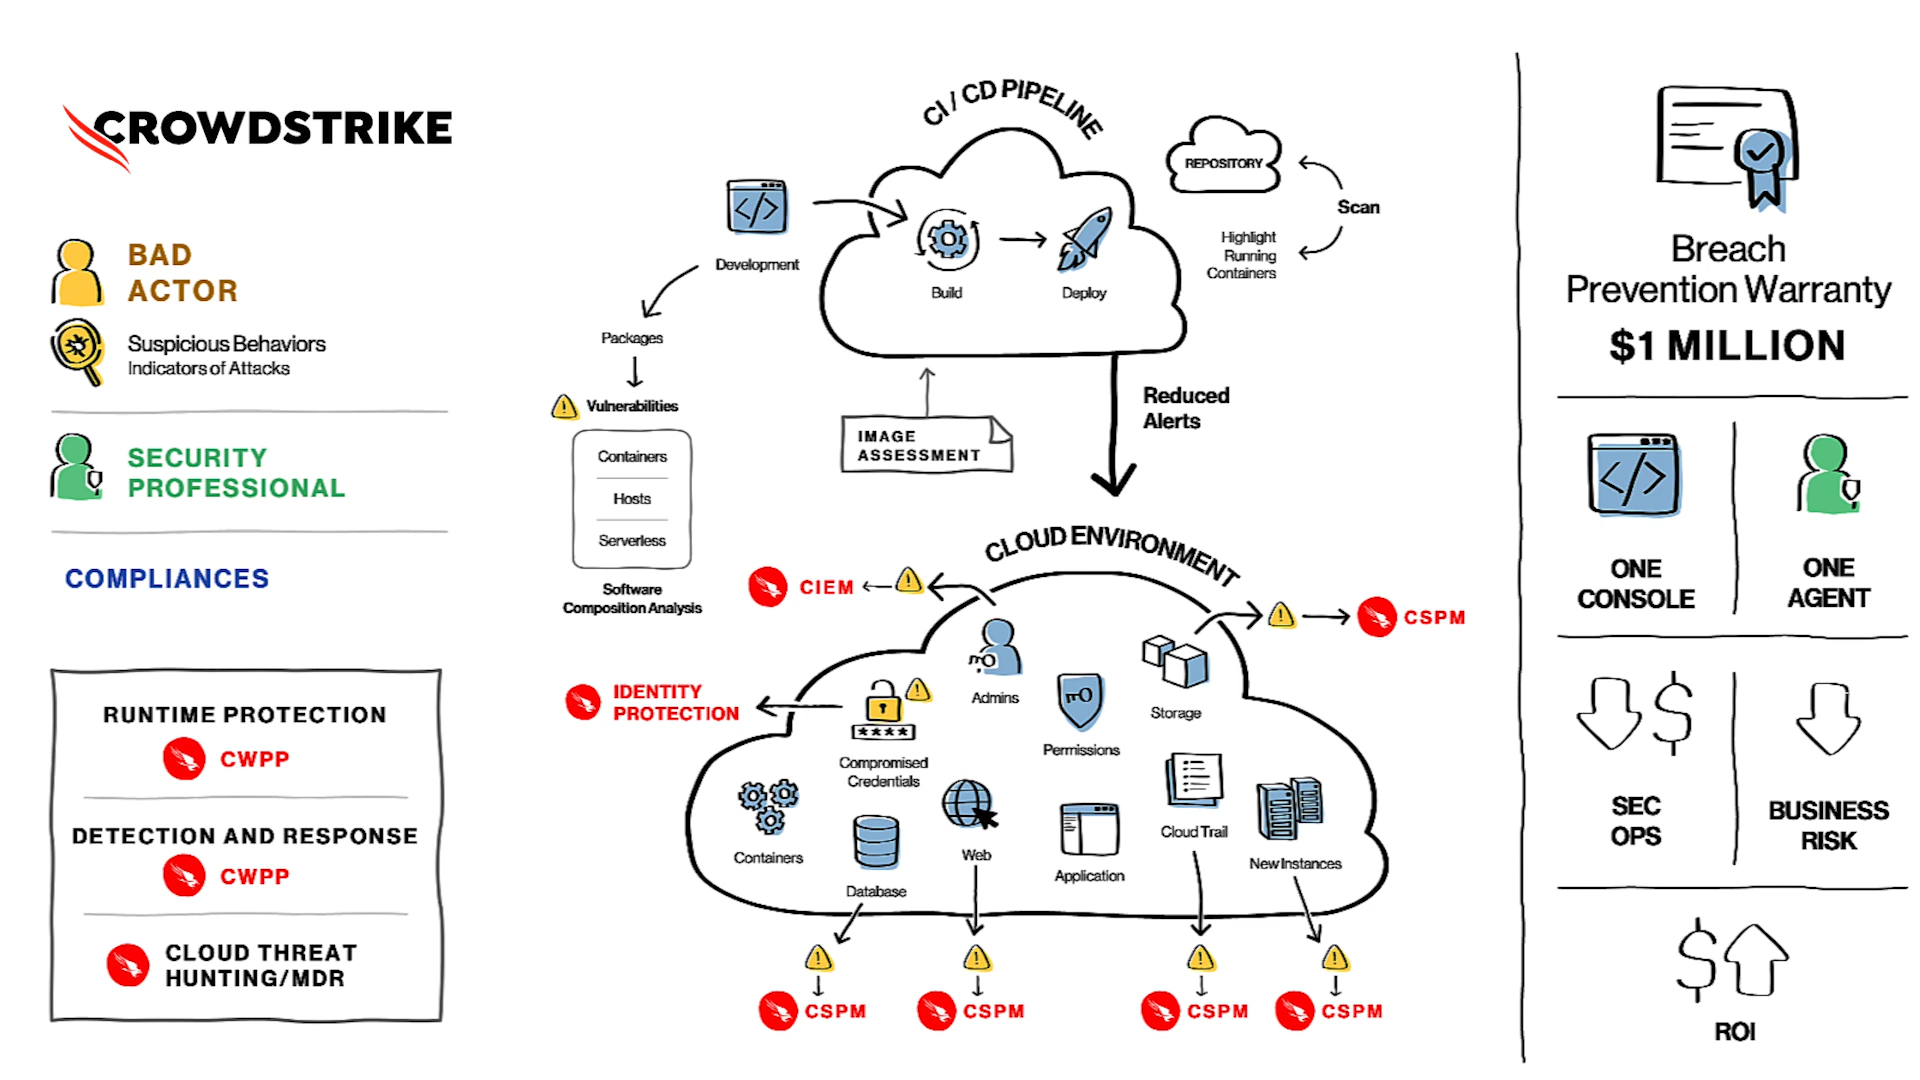 CROWDSTRIKE
BAD
ACTOR
Suspicious Behaviors
Indicators of Attacks
SECURITY
PROFESSIONAL
COMPLIANCES
RUNTIME PROTECTION
CWPP
DETECTION AND RESPONSE
CWPP
CLOUD THREAT
HUNTING/MDR
CI / CD PIPELINE
Development
Build
Deploy
REPOSITORY
Scan
Highlight
Running
Containers
Packages
Vulnerabilities
Containers
Hosts
Serverless
Software
Composition Analysis
IMAGE
ASSESSMENT
Reduced
Alerts
CLOUD ENVIRONMENT
CIEM
CSPM
IDENTITY
PROTECTION
Admins
Permissions
Storage
****
Compromised
Credentials
Containers
Database
Web
Application
Cloud Trail
New Instances
CSPM
CSPM
CSPM
CSPM
Breach
Prevention Warranty
$1 MILLION
ONE
CONSOLE
ONE
AGENT
$
SEC
OPS
BUSINESS
RISK
$
ROI